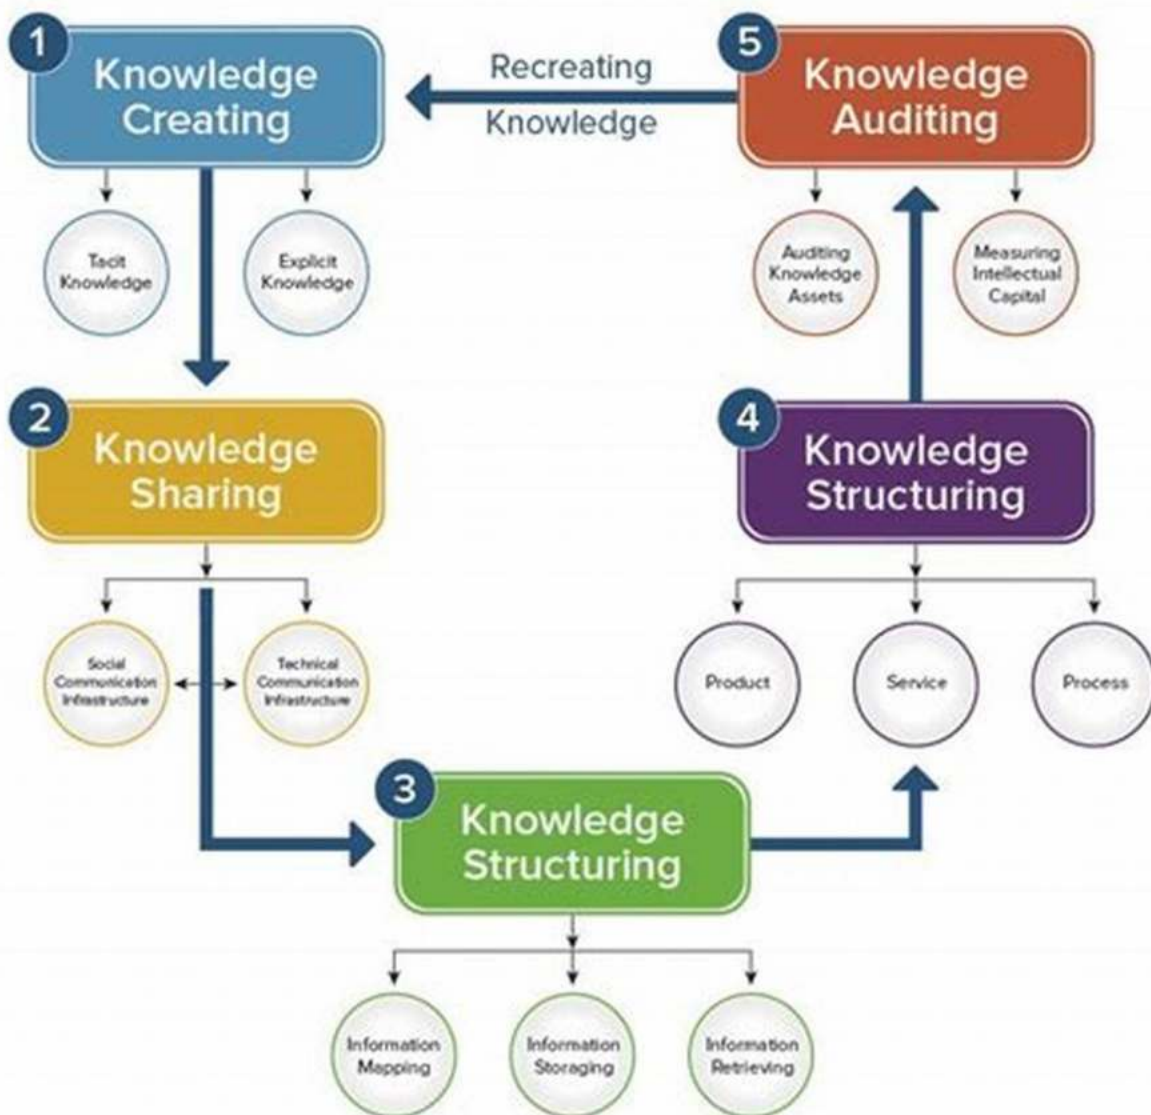 1
Knowledge
Creating
Recreating
Knowledge
5
Knowledge
Auditing
Tacit
Knowledge
Explicit
Knowledge
Auditing
Knowledge
Assets
Measuring
Intellectual
Capital
2
Knowledge
Sharing
4
Knowledge
Structuring
Social
Communication
Infrastructure
Technical
Communication
Infrastructure
Product
Service
Process
3
Knowledge
Structuring
Information
Mapping
Information
Storaging
Information
Retrieving